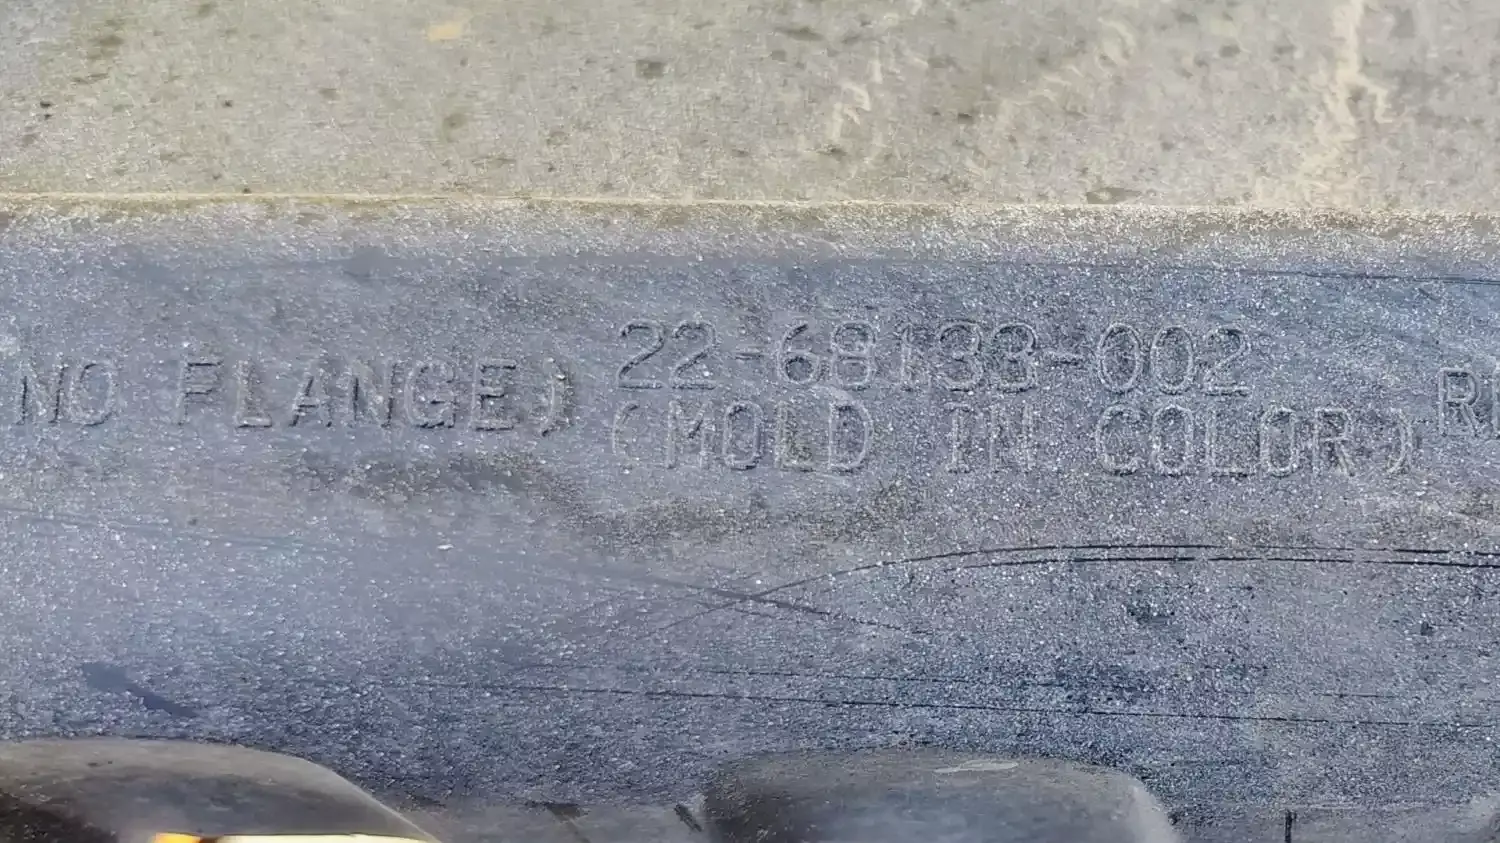 NO FLANGE)
22-68133-002
(MOLD IN COLOR)